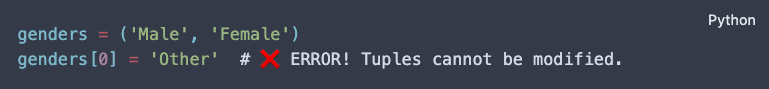 Python
genders = ('Male', 'Female')
genders[0] = 'Other'  # ❌ ERROR! Tuples cannot be modified.